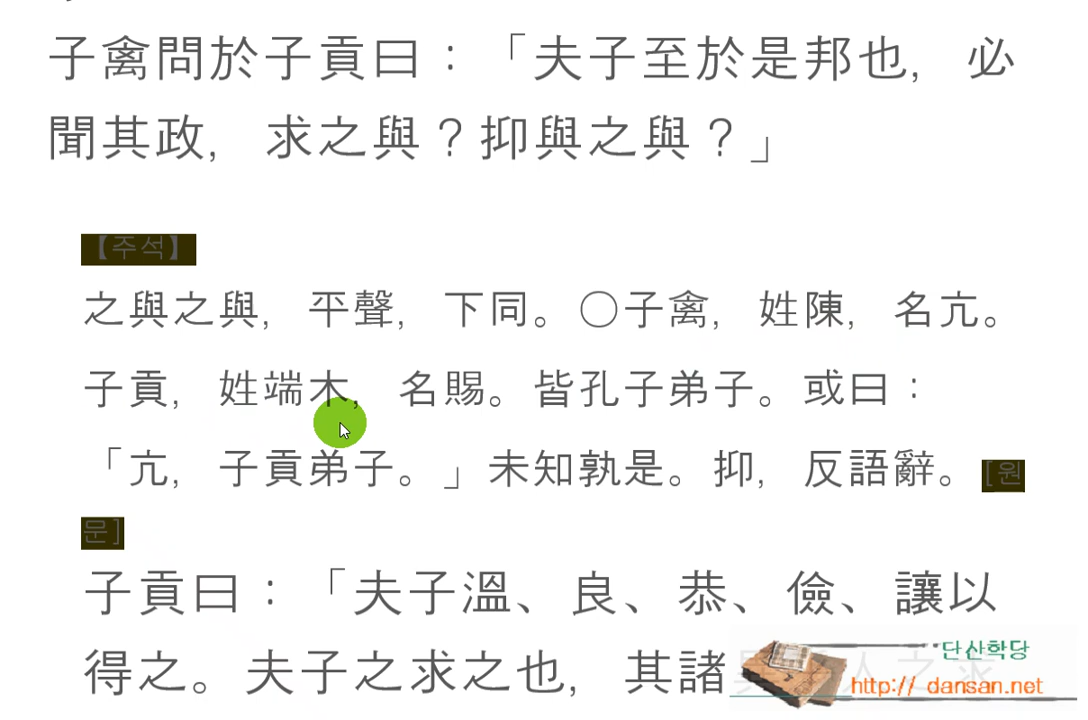 子禽問於子貢曰：「夫子至於是邦也, 必
聞其政, 求之與？抑與之與？」
【주석】
之與之與, 平聲, 下同。○子禽, 姓陳, 名亢。
子貢, 姓端木, 名賜。皆孔子弟子。或曰：
「亢, 子貢弟子。」未知孰是。抑, 反語辭。[원
문]
子貢曰：「夫子溫、良、恭、儉、讓以
得之。夫子之求之也, 其諸異乎人之求
단산학당
http:// dansan.net